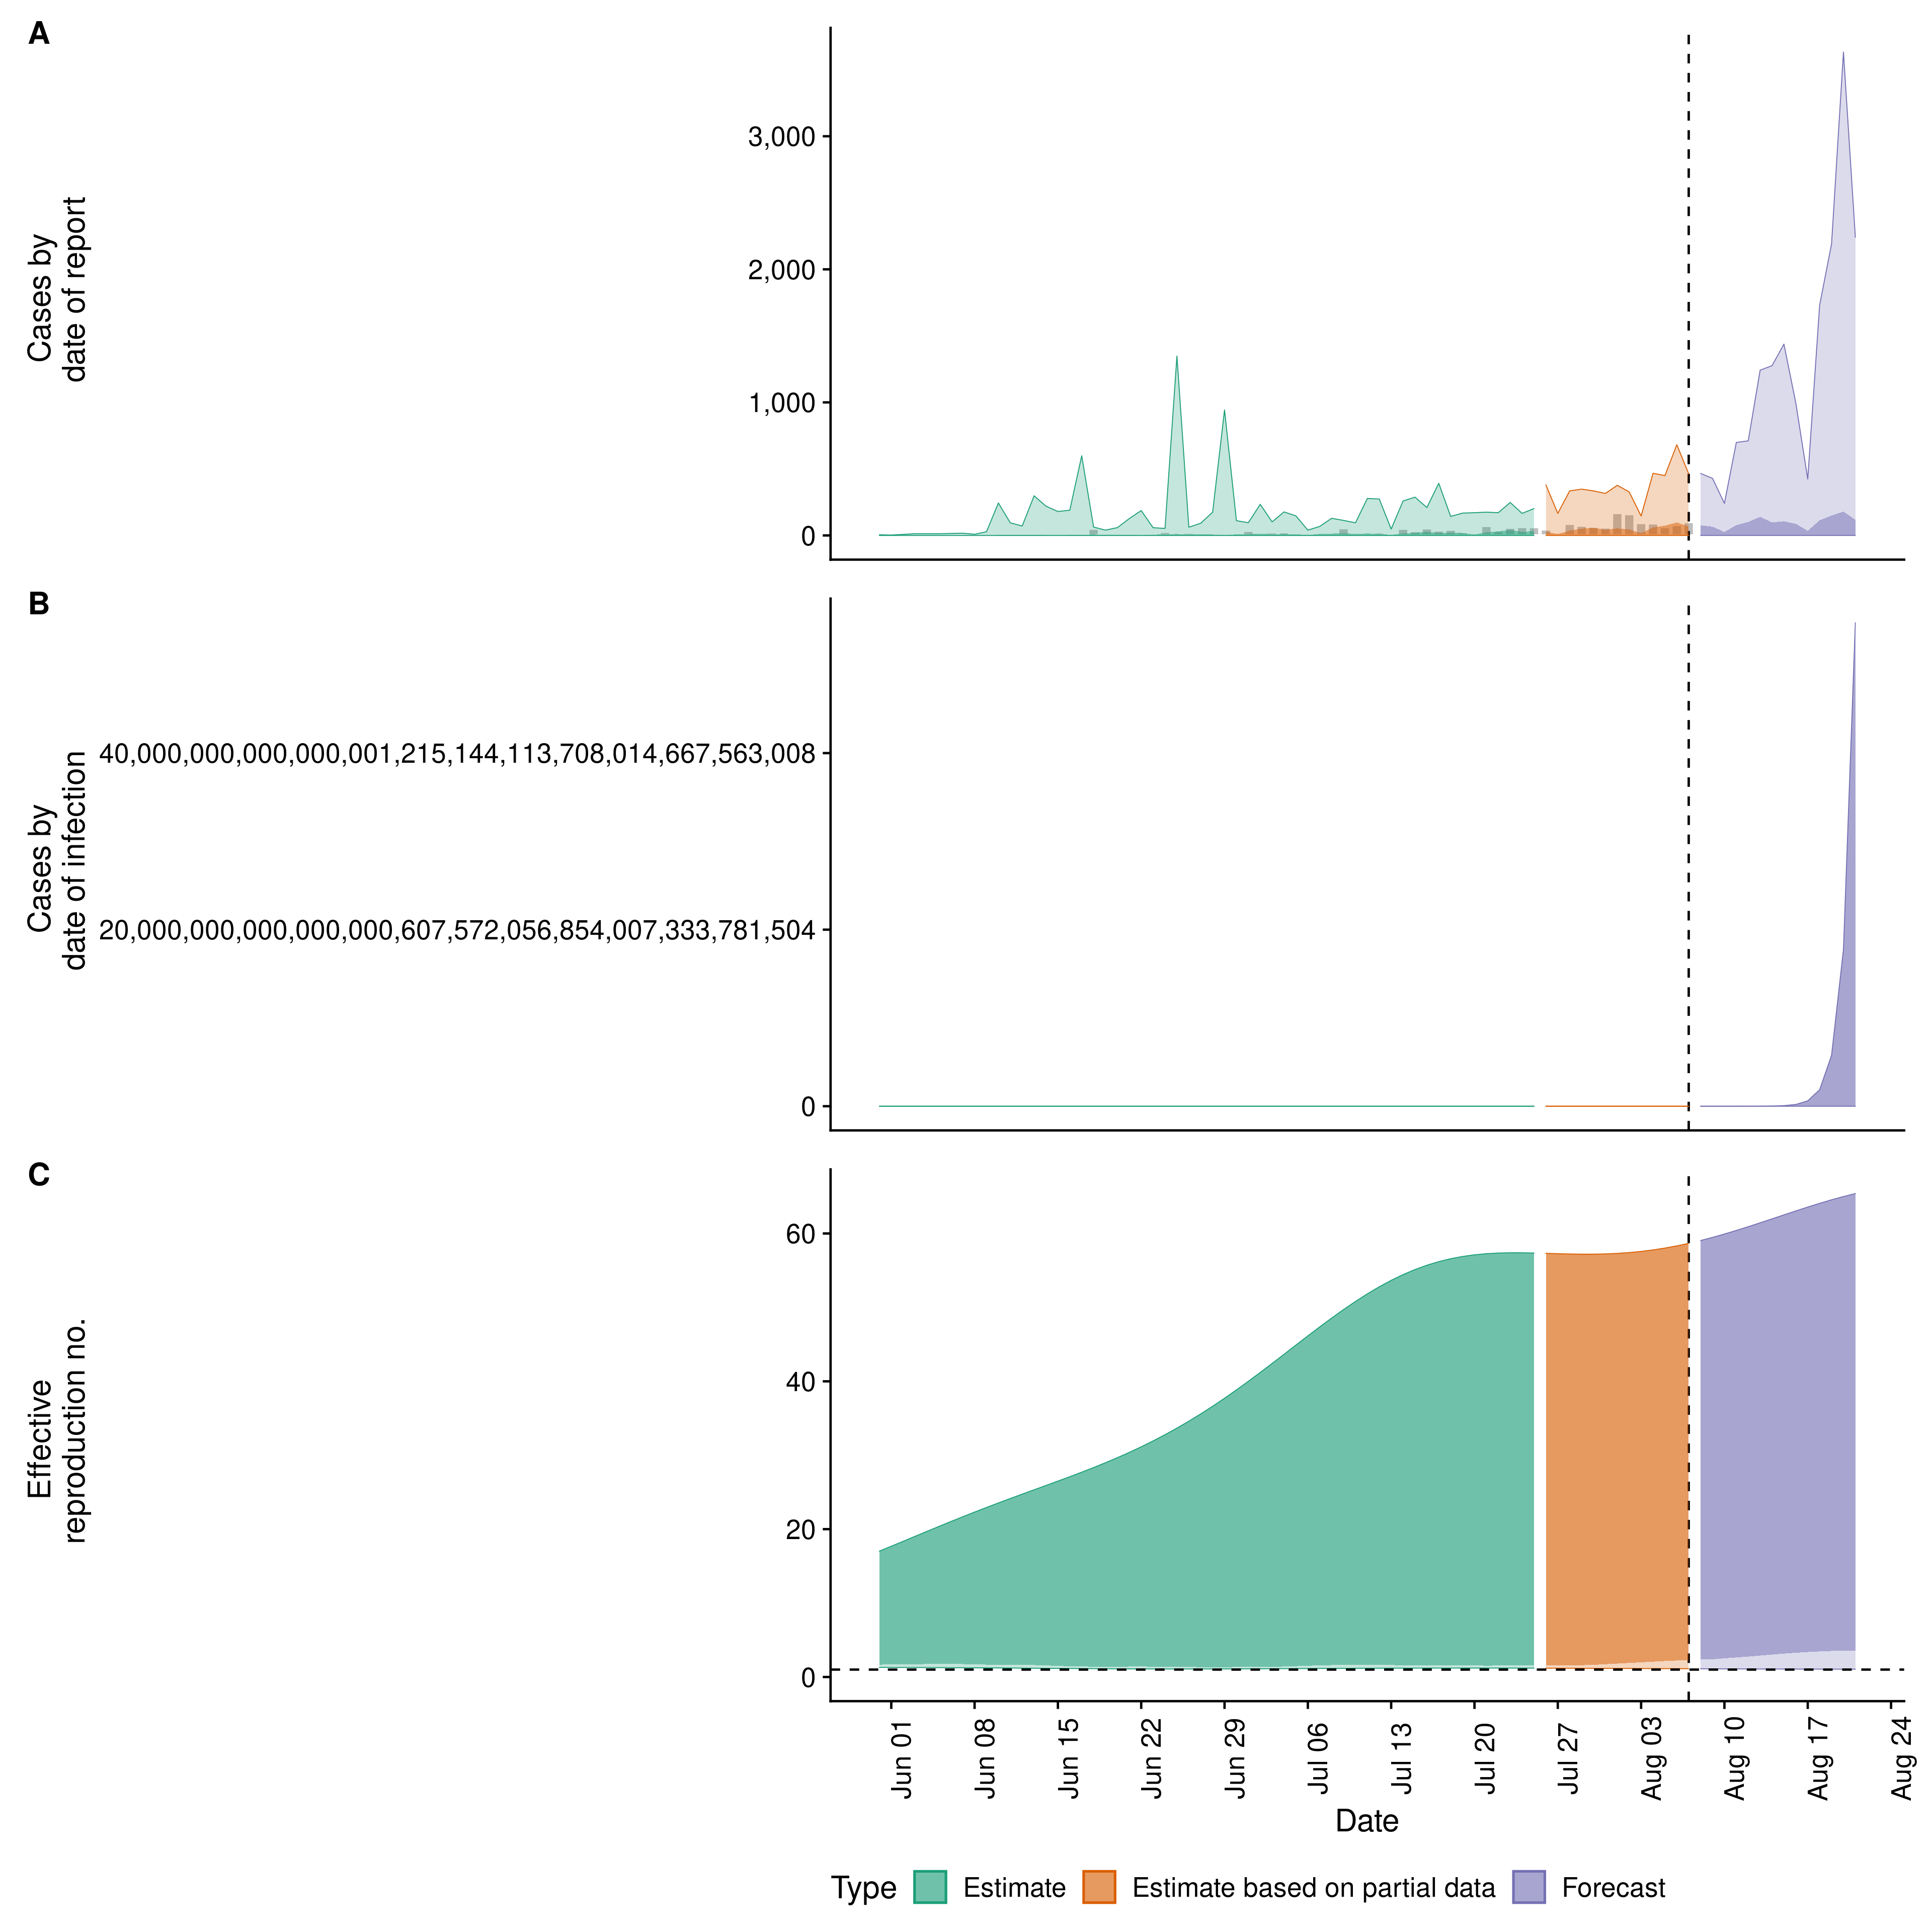 A
Cases by
date of report
3,000
2,000
1,000
0
B
Cases by
date of infection
40,000,000,000,000,001,215,144,113,708,014,667,563,008
20,000,000,000,000,000,607,572,056,854,007,333,781,504
0
C
Effective
reproduction no.
60
40
20
0
Jun 01
Jun 08
Jun 15
Jun 22
Jun 29
Jul 06
Jul 13
Jul 20
Jul 27
Aug 03
Aug 10
Aug 17
Aug 24
Date
Type Estimate Estimate based on partial data Forecast